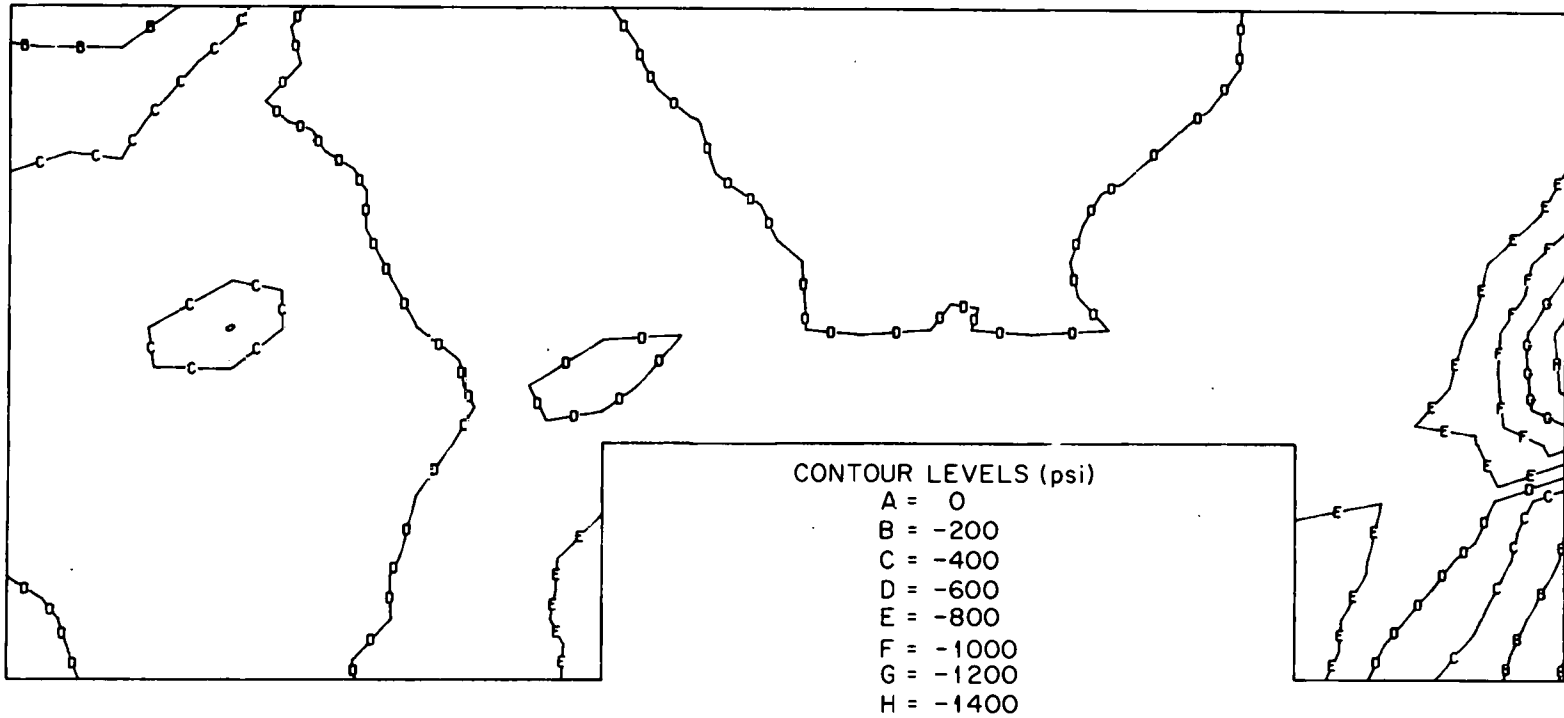 CONTOUR LEVELS (psi)
A = 0
B = -200
C = -400
D = -600
E = -800
F = -1000
G = -1200
H = -1400